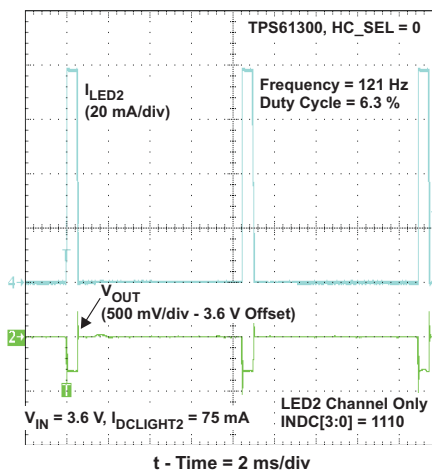 TPS61300, HC_SEL = 0
I_LED2
(20 mA/div)
Frequency = 121 Hz
Duty Cycle = 6.3 %
T
4
V_OUT
(500 mV/div - 3.6 V Offset)
2
T
V_IN = 3.6 V, I_DCLIGHT2 = 75 mA
LED2 Channel Only
INDC[3:0] = 1110
t - Time = 2 ms/div